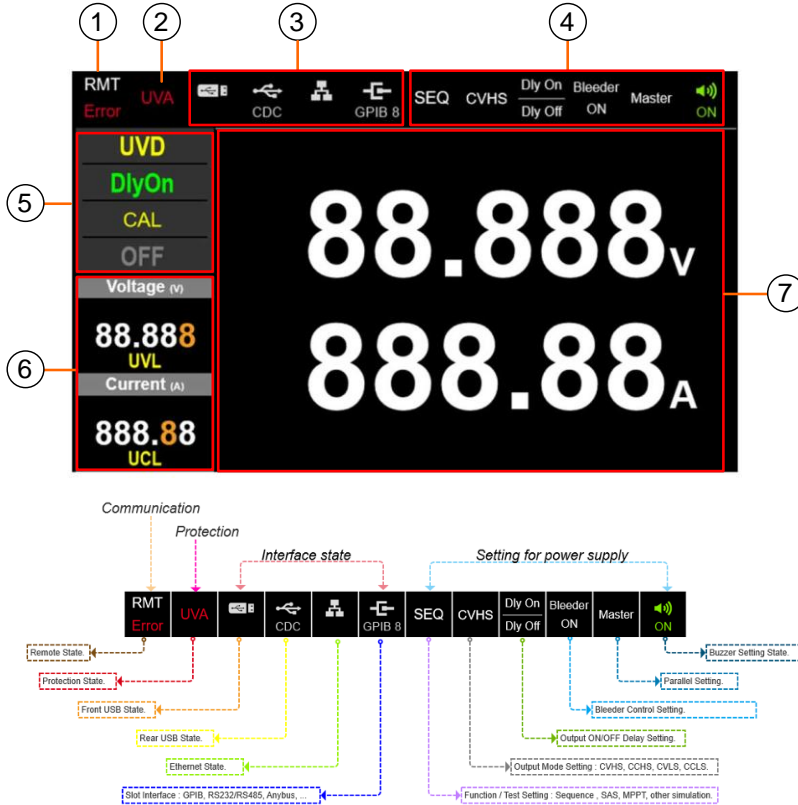 1 2 3 4
RMT
Error
UVA
CDC
GPIB 8
SEQ
CVHS
Dly On
Dly Off
Bleeder
ON
Master
ON
5
UVD
DlyOn
CAL
OFF
6
Voltage (V)
88.888
UVL
Current (A)
888.88
UCL
88.888V
888.88A
7
Communication
Protection
Interface state
Setting for power supply
RMT
Error
UVA
CDC
GPIB 8
SEQ
CVHS
Dly On
Dly Off
Bleeder
ON
Master
ON
Remote State.
Buzzer Setting State.
Protection State.
Parallel Setting.
Front USB State.
Bleeder Control Setting.
Rear USB State.
Output ON/OFF Delay Setting.
Ethernet State.
Output Mode Setting : CVHS, CCHS, CVLS, CCLS.
Slot Interface : GPIB, RS232/RS485, Anybus, ...
Function / Test Setting : Sequence , SAS, MPPT, other simulation.